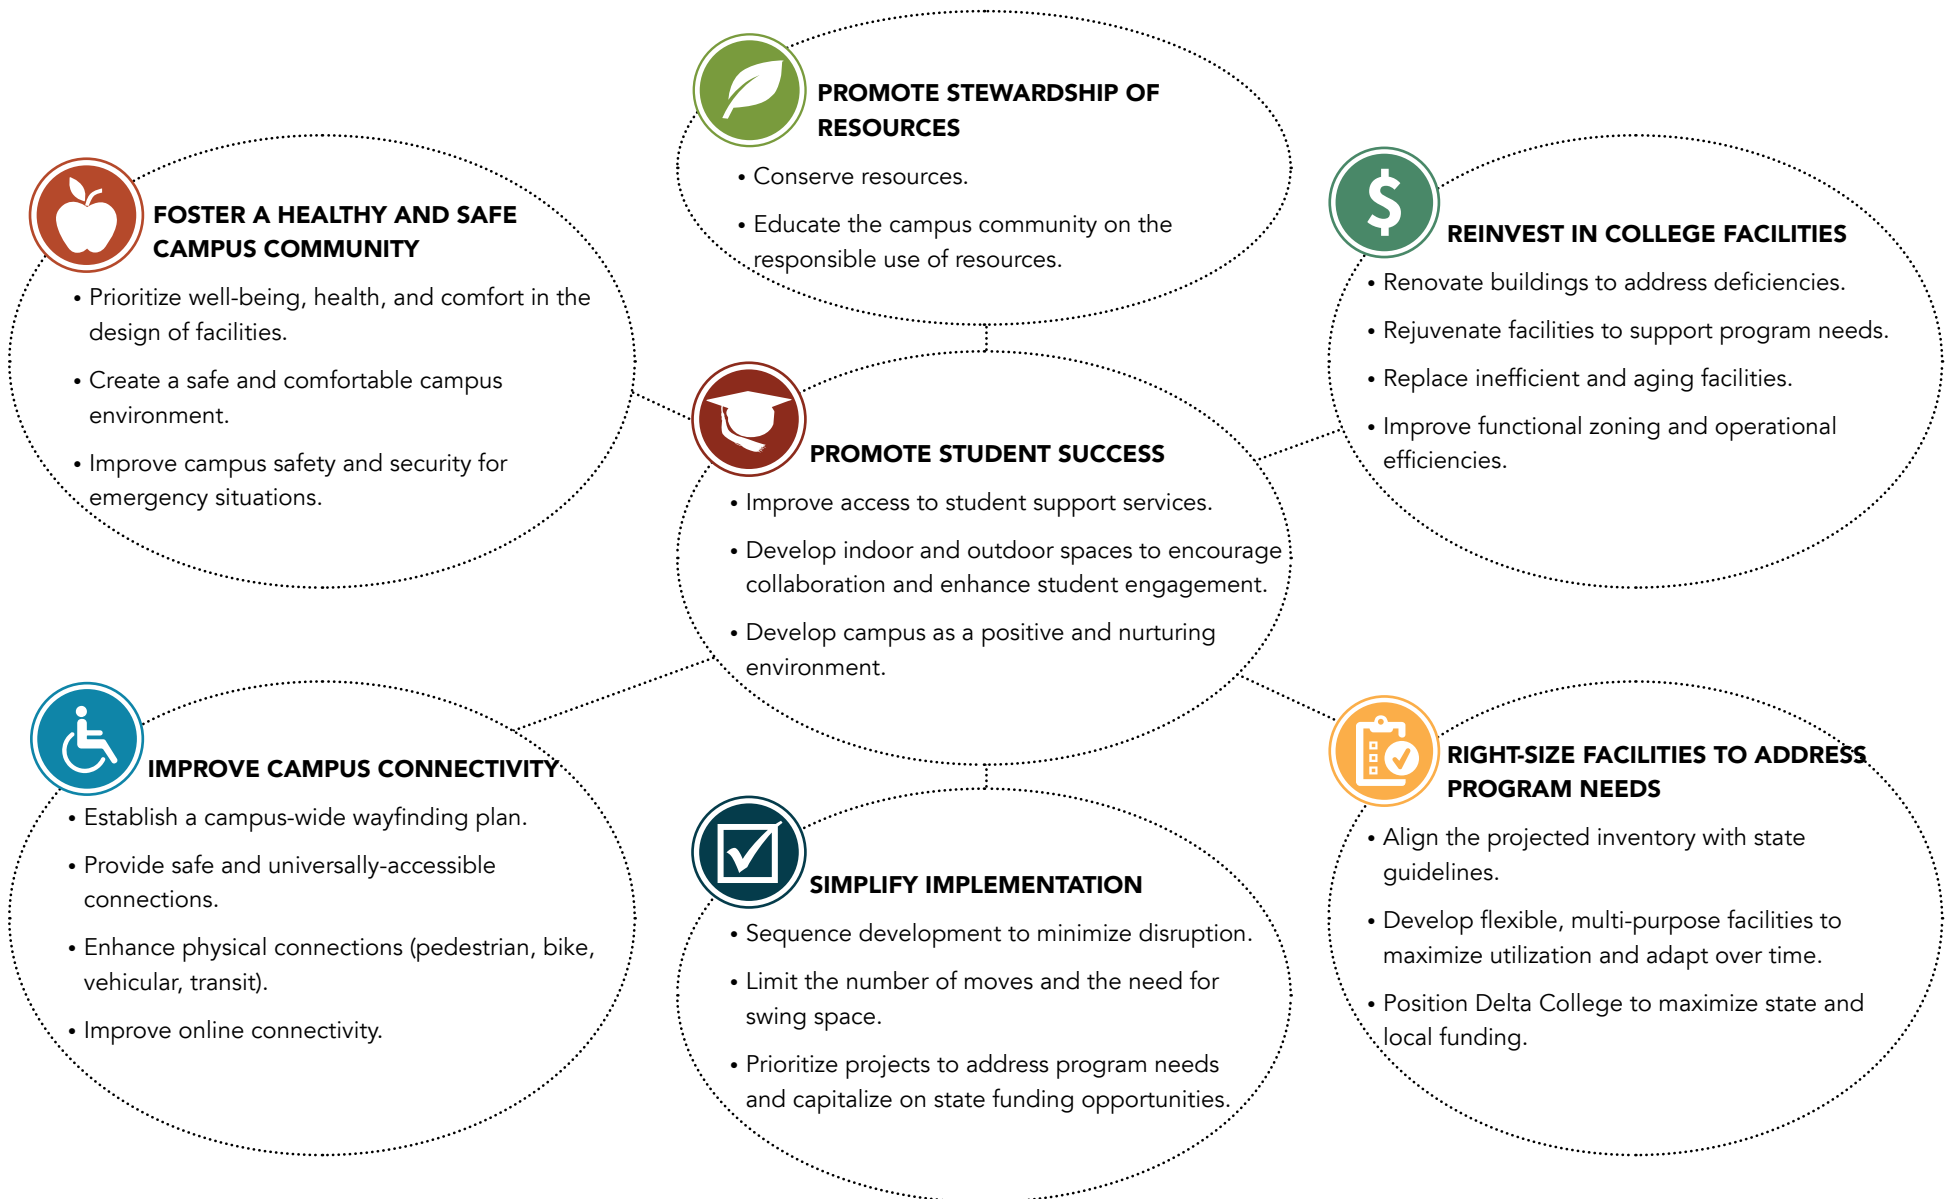 PROMOTE STEWARDSHIP OF
RESOURCES
• Conserve resources.
• Educate the campus community on the
responsible use of resources.
FOSTER A HEALTHY AND SAFE
CAMPUS COMMUNITY
• Prioritize well-being, health, and comfort in the
design of facilities.
• Create a safe and comfortable campus
environment.
• Improve campus safety and security for
emergency situations.
REINVEST IN COLLEGE FACILITIES
• Renovate buildings to address deficiencies.
• Rejuvenate facilities to support program needs.
• Replace inefficient and aging facilities.
• Improve functional zoning and operational
efficiencies.
PROMOTE STUDENT SUCCESS
• Improve access to student support services.
• Develop indoor and outdoor spaces to encourage
collaboration and enhance student engagement.
• Develop campus as a positive and nurturing
environment.
IMPROVE CAMPUS CONNECTIVITY
• Establish a campus-wide wayfinding plan.
• Provide safe and universally-accessible
connections.
• Enhance physical connections (pedestrian, bike,
vehicular, transit).
• Improve online connectivity.
SIMPLIFY IMPLEMENTATION
• Sequence development to minimize disruption.
• Limit the number of moves and the need for
swing space.
• Prioritize projects to address program needs
and capitalize on state funding opportunities.
RIGHT-SIZE FACILITIES TO ADDRESS
PROGRAM NEEDS
• Align the projected inventory with state
guidelines.
• Develop flexible, multi-purpose facilities to
maximize utilization and adapt over time.
• Position Delta College to maximize state and
local funding.